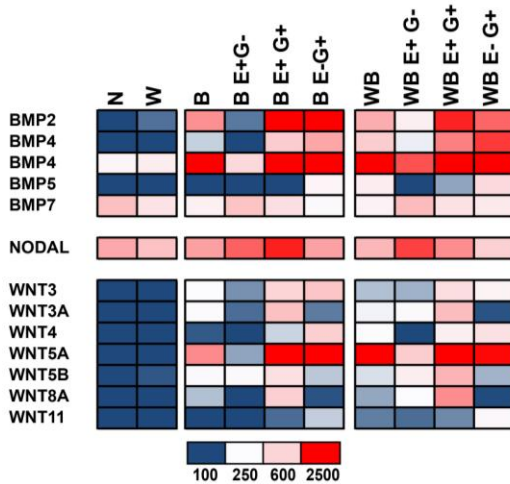 N W B B E+G- B E+ G+ B E-G+ WB WB E+ G- WB E+ G+ WB E- G+
BMP2
BMP4
BMP4
BMP5
BMP7
NODAL
WNT3
WNT3A
WNT4
WNT5A
WNT5B
WNT8A
WNT11
100 250 600 2500